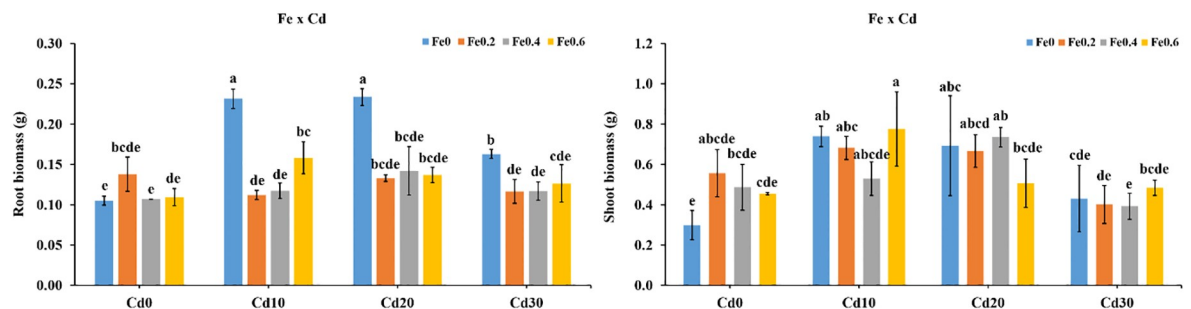 Fe x Cd
0.30
0.25
0.20
0.15
0.10
0.05
0.00
Root biomass (g)
Fe0 Fe0.2 Fe0.4 Fe0.6
e bcde e de
a de de bc
a bcde bcde bcde
b de de cde
Cd0 Cd10 Cd20 Cd30
Fe x Cd
1.2
1.0
0.8
0.6
0.4
0.2
0.0
Shoot biomass (g)
Fe0 Fe0.2 Fe0.4 Fe0.6
e abcde bcde cde
ab abc abcde a
abc abcd ab cde
cde de e bcde
Cd0 Cd10 Cd20 Cd30